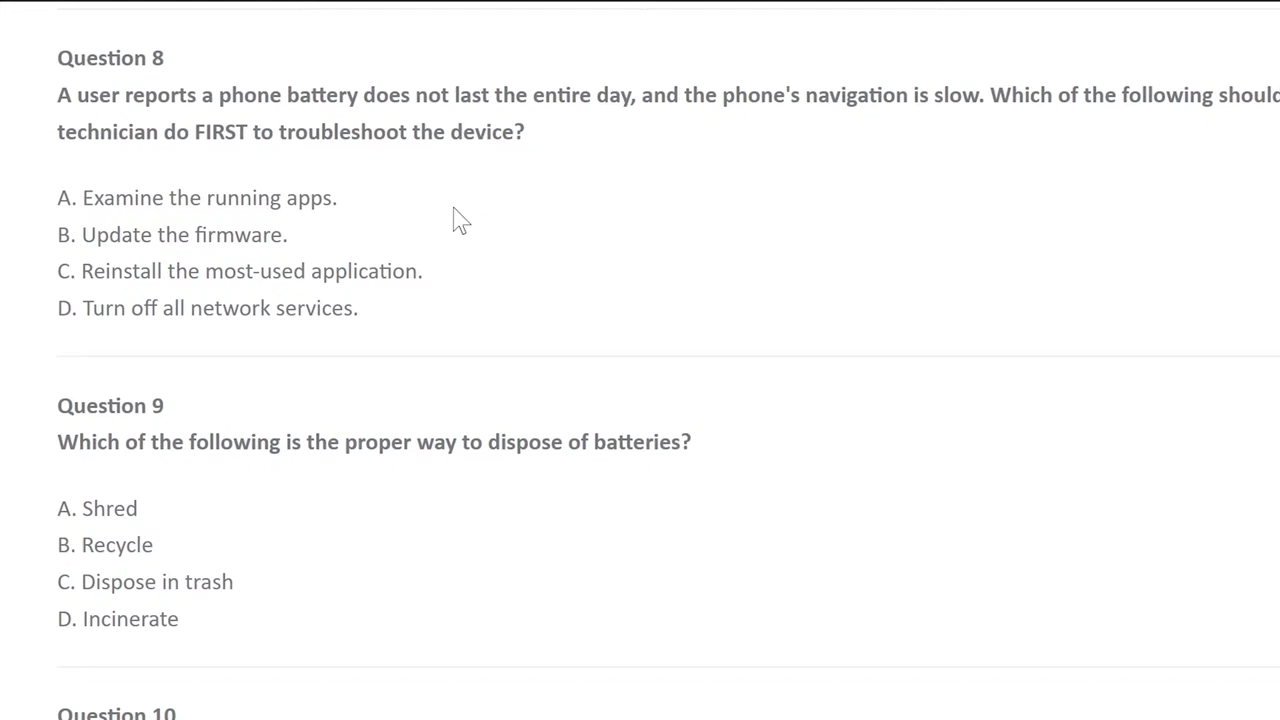 Question 8
A user reports a phone battery does not last the entire day, and the phone's navigation is slow. Which of the following should
technician do FIRST to troubleshoot the device?
A. Examine the running apps.
B. Update the firmware.
C. Reinstall the most-used application.
D. Turn off all network services.
Question 9
Which of the following is the proper way to dispose of batteries?
A. Shred
B. Recycle
C. Dispose in trash
D. Incinerate
Question 10